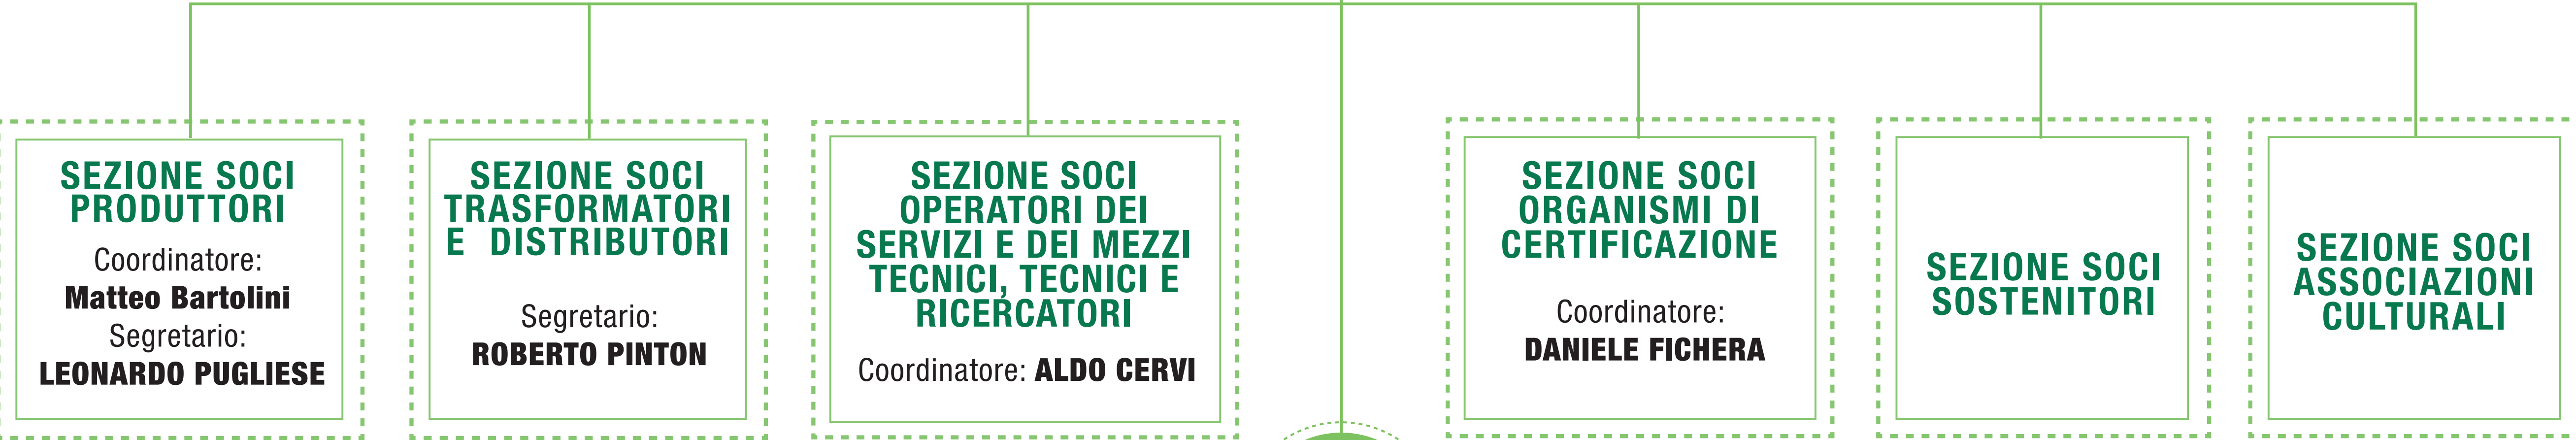 SEZIONE SOCI
PRODUTTORI
Coordinatore:
Matteo Bartolini
Segretario:
LEONARDO PUGLIESE
SEZIONE SOCI
TRASFORMATORI
E DISTRIBUTORI
Segretario:
ROBERTO PINTON
SEZIONE SOCI
OPERATORI DEI
SERVIZI E DEI MEZZI
TECNICI, TECNICI E
RICERCATORI
Coordinatore: ALDO CERVI
SEZIONE SOCI
ORGANISMI DI
CERTIFICAZIONE
Coordinatore:
DANIELE FICHERA
SEZIONE SOCI
SOSTENITORI
SEZIONE SOCI
ASSOCIAZIONI
CULTURALI